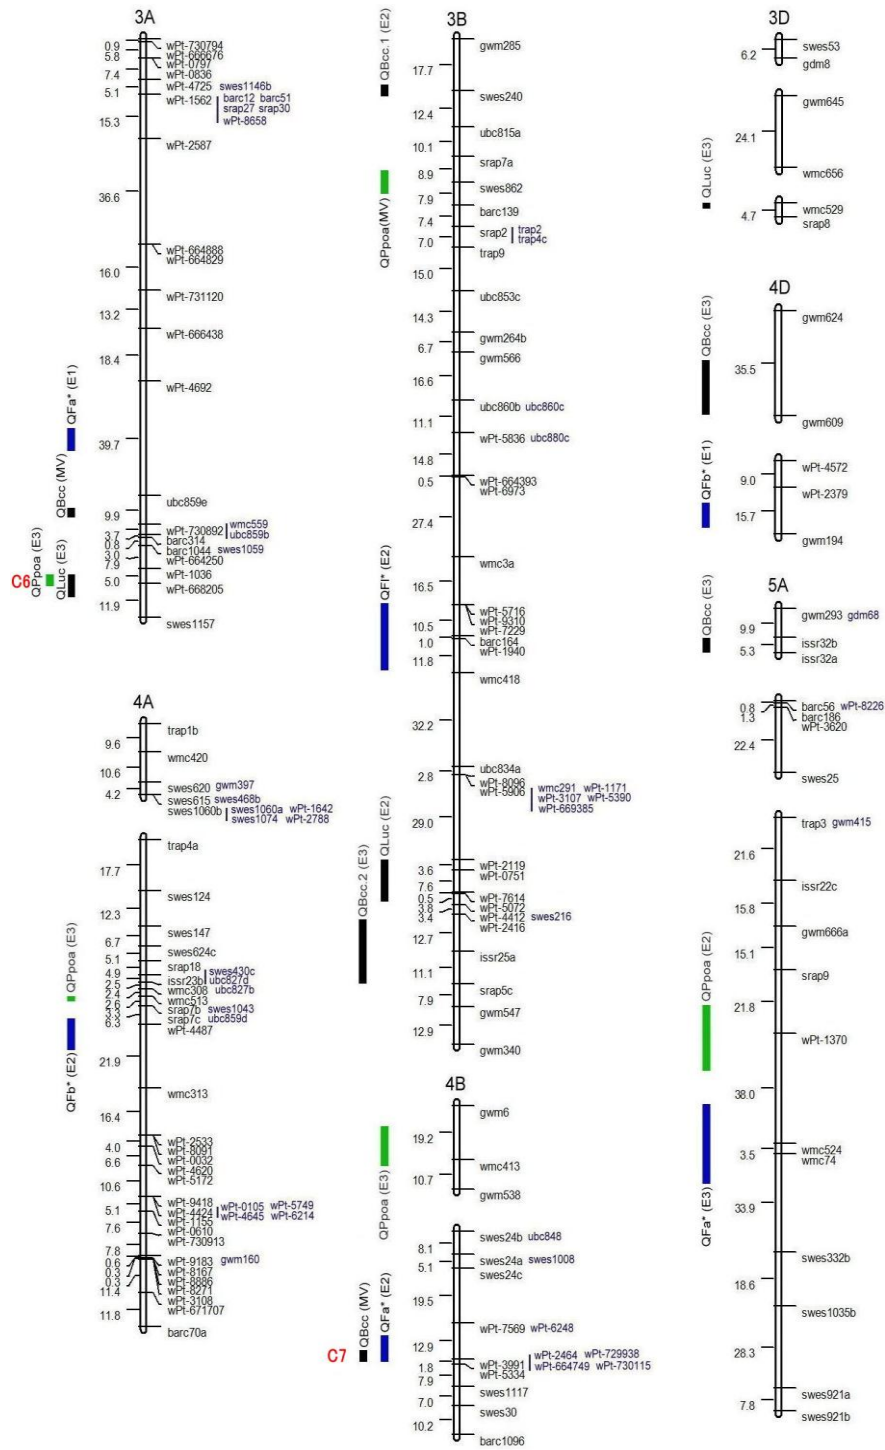 3A
0.9
5.8
7.4
5.1
15.3
36.6
16.0
13.2
18.4
39.7
9.9
3.7
0.8
3.0
7.9
5.0
11.9
wPt-730794
wPt-666676
wPt-0797
wPt-0836
wPt-4725 swes1146b
wPt-1562 barc12 barc51
srap27 srap30
wPt-8658
wPt-2587
wPt-664888
wPt-664829
wPt-731120
wPt-666438
wPt-4692
ubc859e
wmc559
wPt-730892 ubc859b
barc314
barc1044 swes1059
wPt-664250
wPt-1036
wPt-668205
swes1157
QFa* (E1)
QBcc (MV)
QPpoa (E3)
QLuc (E3)
C6
4A
9.6
10.6
4.2
trap1b
wmc420
swes620 gwm397
swes615 swes468b
swes1060b swes1060a wPt-1642
swes1074 wPt-2788
17.7
12.3
6.7
5.1
4.9
2.5
2.4
2.6
3.3
6.3
21.9
16.4
4.0
6.6
10.6
5.1
7.6
7.8
0.6
0.3
0.3
11.4
11.8
trap4a
swes124
swes147
swes624c
srap18 swes430c
issr23b ubc827d
wmc308 ubc827b
wmc513
srap7b swes1043
srap7c ubc859d
wPt-4487
wmc313
wPt-2533
wPt-8091
wPt-0032
wPt-4620
wPt-5172
wPt-9418 wPt-0105 wPt-5749
wPt-4424 wPt-4645 wPt-6214
wPt-1155
wPt-0610
wPt-730913
wPt-9183 gwm160
wPt-8167
wPt-8886
wPt-8271
wPt-3108
wPt-671707
barc70a
QPpoa (E3)
QFb* (E2)
3B
17.7
12.4
10.1
8.9
7.9
7.4
7.0
15.0
14.3
6.7
16.6
11.1
14.8
0.5
27.4
16.5
10.5
1.0
11.8
32.2
2.8
29.0
3.6
7.6
0.5
3.8
3.4
12.7
11.1
7.9
12.9
gwm285
swes240
ubc815a
srap7a
swes862
barc139
srap2 trap2
trap4c
trap9
ubc853c
gwm264b
gwm566
ubc860b ubc860c
wPt-5836 ubc880c
wPt-664393
wPt-6973
wmc3a
wPt-5716
wPt-9310
wPt-7229
barc164
wPt-1940
wmc418
ubc834a
wPt-8096
wPt-5906 wmc291 wPt-1171
wPt-3107 wPt-5390
wPt-669385
wPt-2119
wPt-0751
wPt-7614
wPt-5072
wPt-4412 swes216
wPt-2416
issr25a
srap5c
gwm547
gwm340
QBcc.1 (E2)
QPpoa(MV)
QFl* (E2)
QLuc (E2)
QBcc.2 (E3)
4B
19.2
10.7
gwm6
wmc413
gwm538
8.1
5.1
19.5
12.9
1.8
7.9
7.0
10.2
swes24b ubc848
swes24a swes1008
swes24c
wPt-7569 wPt-6248
wPt-2464 wPt-729938
wPt-3991 wPt-664749 wPt-730115
wPt-5334
swes1117
swes30
barc1096
QPpoa (E3)
QFa* (E2)
QBcc (MV)
C7
3D
6.2
swes53
gdm8
24.1
gwm645
wmc656
4.7
wmc529
srap8
QLuc (E3)
4D
35.5
gwm624
gwm609
9.0
15.7
wPt-4572
wPt-2379
gwm194
QBcc (E3)
QFb* (E1)
5A
9.9
5.3
gwm293 gdm68
issr32b
issr32a
0.8
1.3
22.4
barc56 wPt-8226
barc186
wPt-3620
swes25
21.6
15.8
15.1
21.8
38.0
3.5
33.9
18.6
28.3
7.8
trap3 gwm415
issr22c
gwm666a
srap9
wPt-1370
wmc524
wmc74
swes332b
swes1035b
swes921a
swes921b
QBcc (E3)
QPpoa (E2)
QFa* (E3)